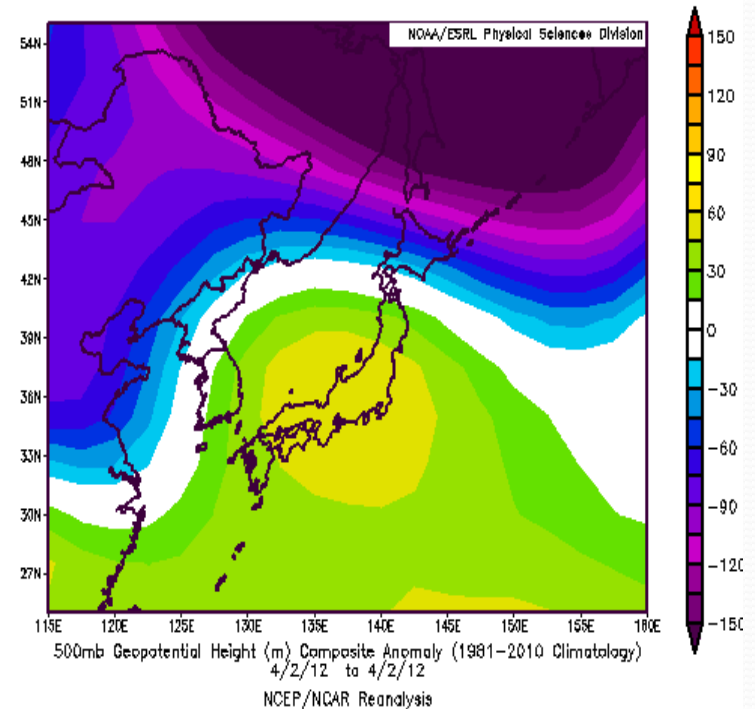 NOAA/ESRL Physical Sciences Division
54N
51N
48N
45N
42N
39N
36N
33N
30N
27N
115E 120E 125E 130E 135E 140E 145E 150E 155E 160E
150
120
90
60
30
0
-30
-60
-90
-120
-150
500mb Geopotential Height (m) Composite Anomaly (1981-2010 Climatology)
4/2/12 to 4/2/12
NCEP/NCAR Reanalysis